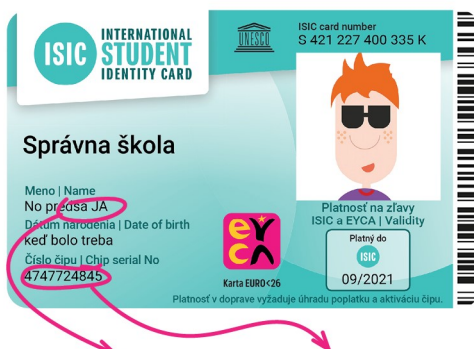 ISIC
INTERNATIONAL
STUDENT
IDENTITY CARD
UNESCO
ISIC card number
S 421 227 400 335 K
Správna škola
Meno | Name
No predsa JA
Dátum narodenia | Date of birth
keď bolo treba
Číslo čipu | Chip serial No
4747724845
eyca
Karta EURO<26
Platnosť na zľavy
ISIC a EYCA | Validity
Platný do
ISIC
09/2021
Platnosť v doprave vyžaduje úhradu poplatku a aktiváciu čipu.